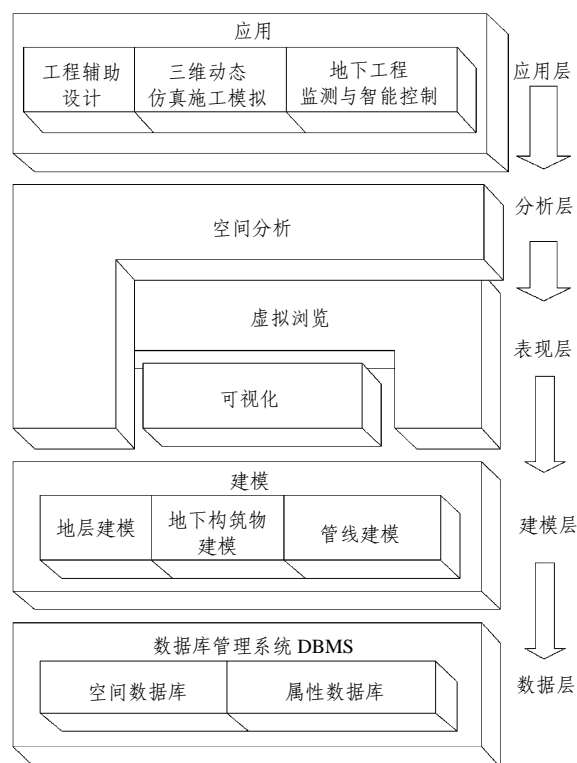 应用
工程辅助
设计
三维动态
仿真施工模拟
地下工程
监测与智能控制
应用层
空间分析
分析层
虚拟浏览
表现层
可视化
建模
地层建模
地下构筑物
建模
管线建模
建模层
数据库管理系统 DBMS
空间数据库
属性数据库
数据层